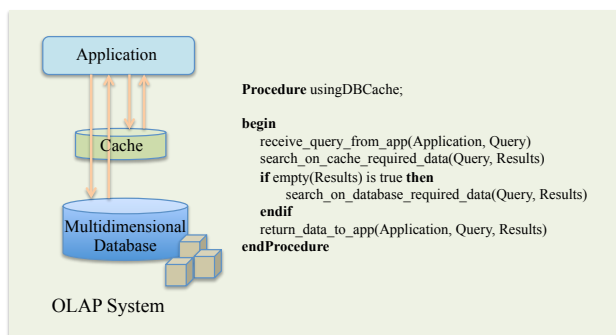 Application
Cache
Multidimensional
Database
OLAP System
Procedure usingDBCache;
begin
receive_query_from_app(Application, Query)
search_on_cache_required_data(Query, Results)
if empty(Results) is true then
search_on_database_required_data(Query, Results)
endif
return_data_to_app(Application, Query, Results)
endProcedure